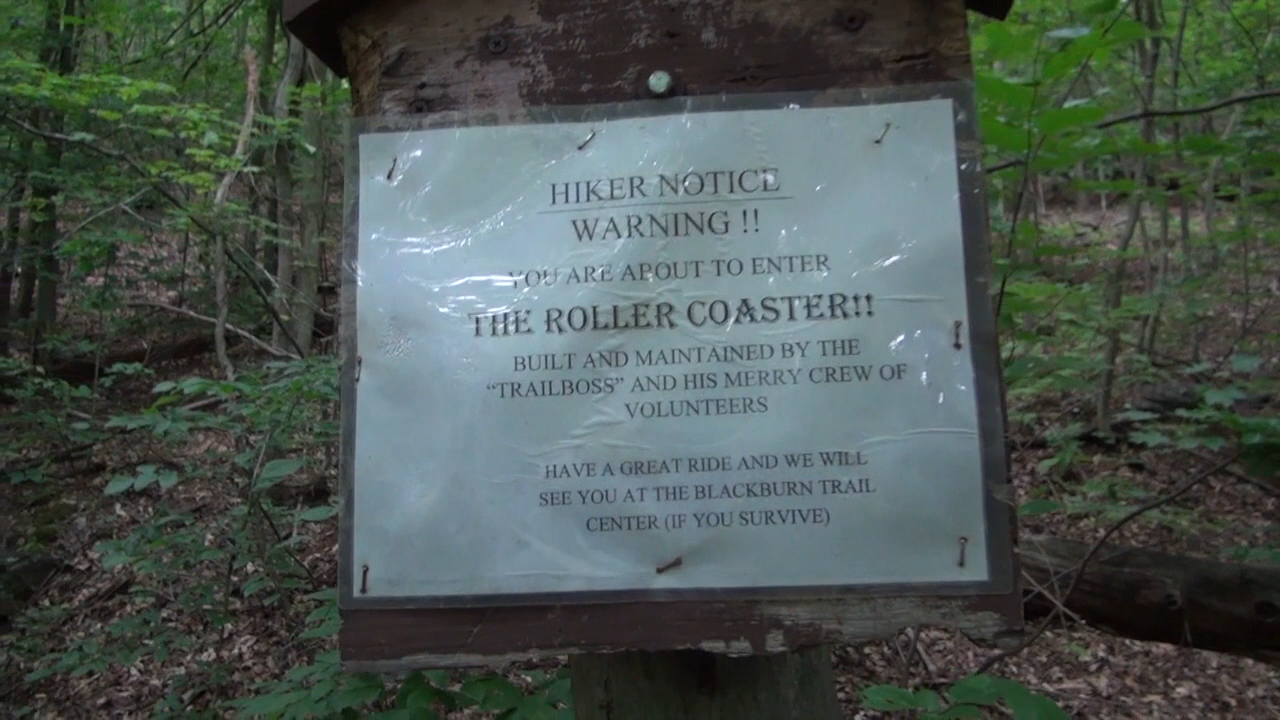 HIKER NOTICE
WARNING !!
YOU ARE ABOUT TO ENTER
THE ROLLER COASTER!!
BUILT AND MAINTAINED BY THE
“TRAILBOSS” AND HIS MERRY CREW OF
VOLUNTEERS
HAVE A GREAT RIDE AND WE WILL
SEE YOU AT THE BLACKBURN TRAIL
CENTER (IF YOU SURVIVE)